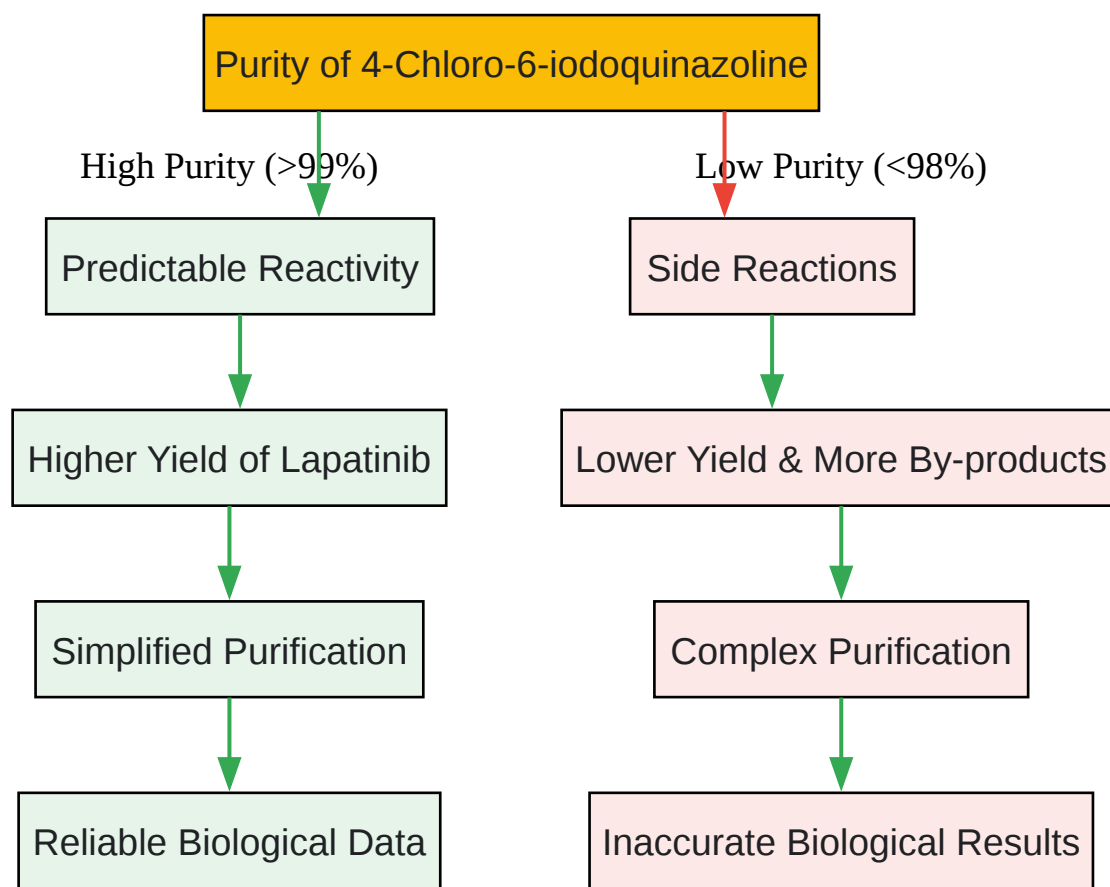 Purity of 4-Chloro-6-iodoquinazoline
High Purity (>99%)
Low Purity (<98%)
Predictable Reactivity
Side Reactions
Higher Yield of Lapatinib
Lower Yield & More By-products
Simplified Purification
Complex Purification
Reliable Biological Data
Inaccurate Biological Results